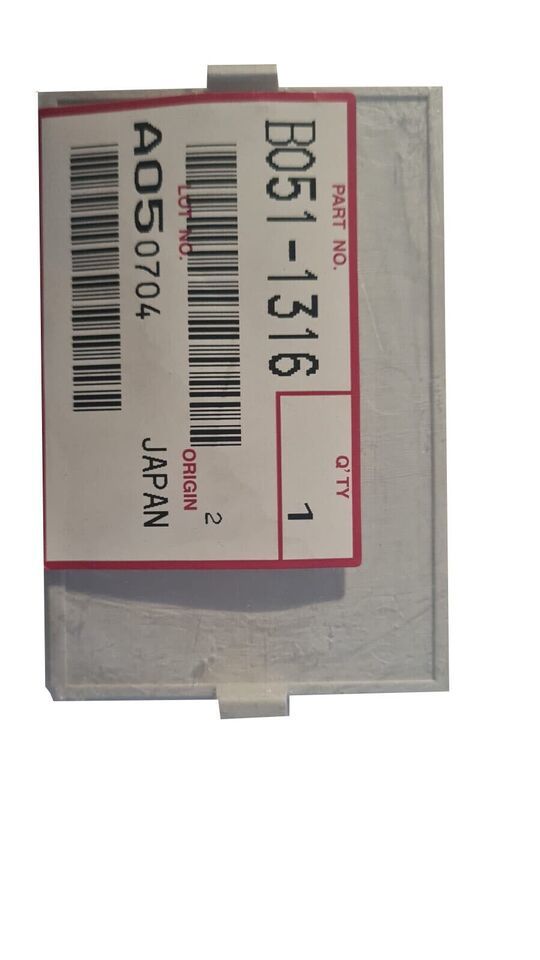 PART NO.
B051-1316
Q'TY
1
2
LOT NO.
ORIGIN
A050704
JAPAN